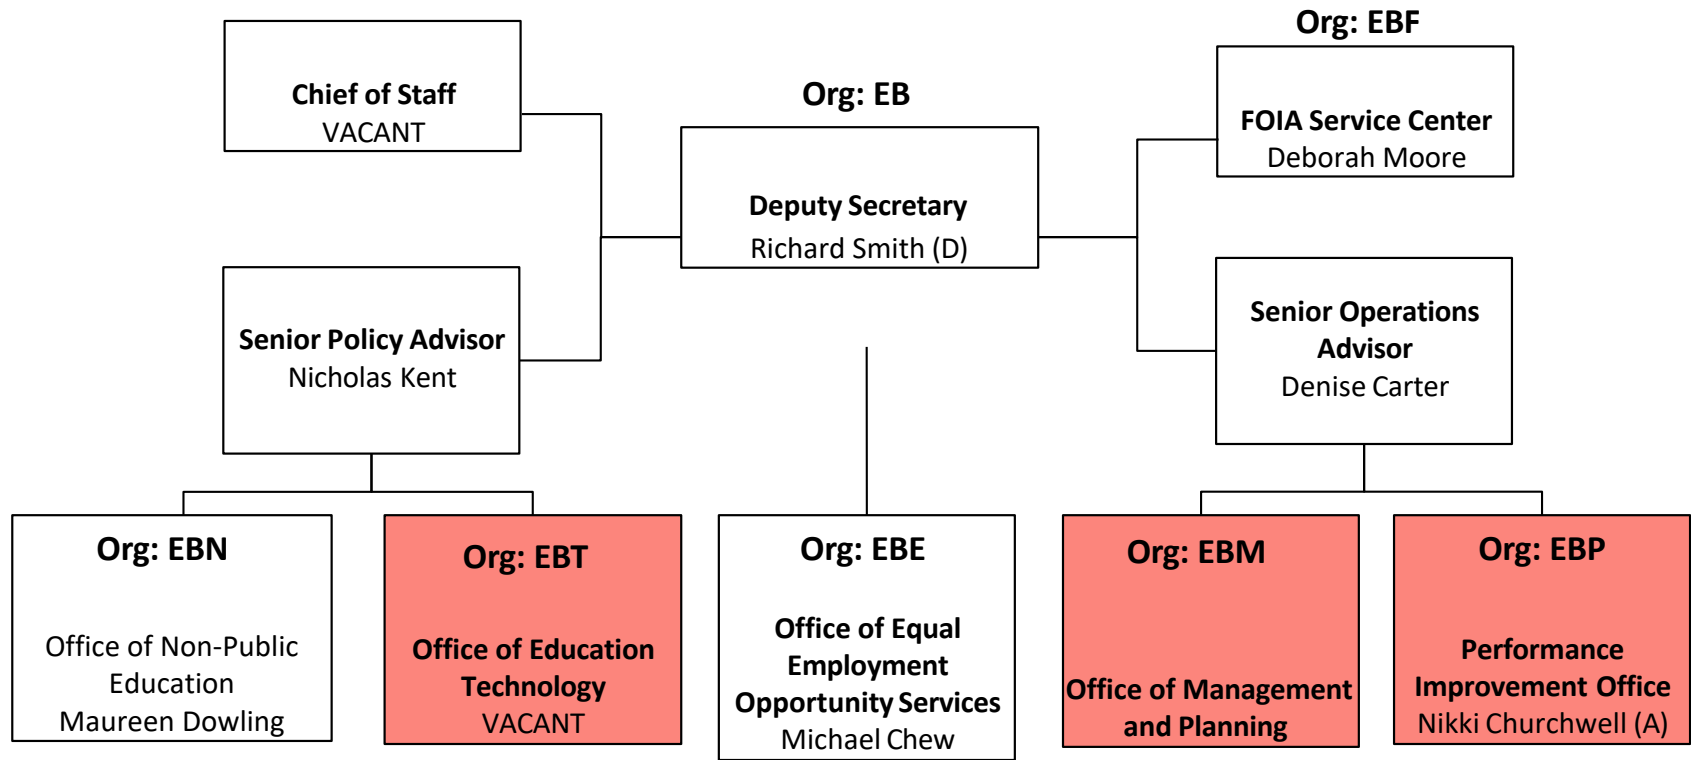 Org: EBF
Chief of Staff
VACANT
Org: EB
FOIA Service Center
Deborah Moore
Deputy Secretary
Richard Smith (D)
Senior Policy Advisor
Nicholas Kent
Senior Operations
Advisor
Denise Carter
Org: EBN
Office of Non-Public
Education
Maureen Dowling
Org: EBT
Office of Education
Technology
VACANT
Org: EBE
Office of Equal
Employment
Opportunity Services
Michael Chew
Org: EBM
Office of Management
and Planning
Org: EBP
Performance
Improvement Office
Nikki Churchwell (A)